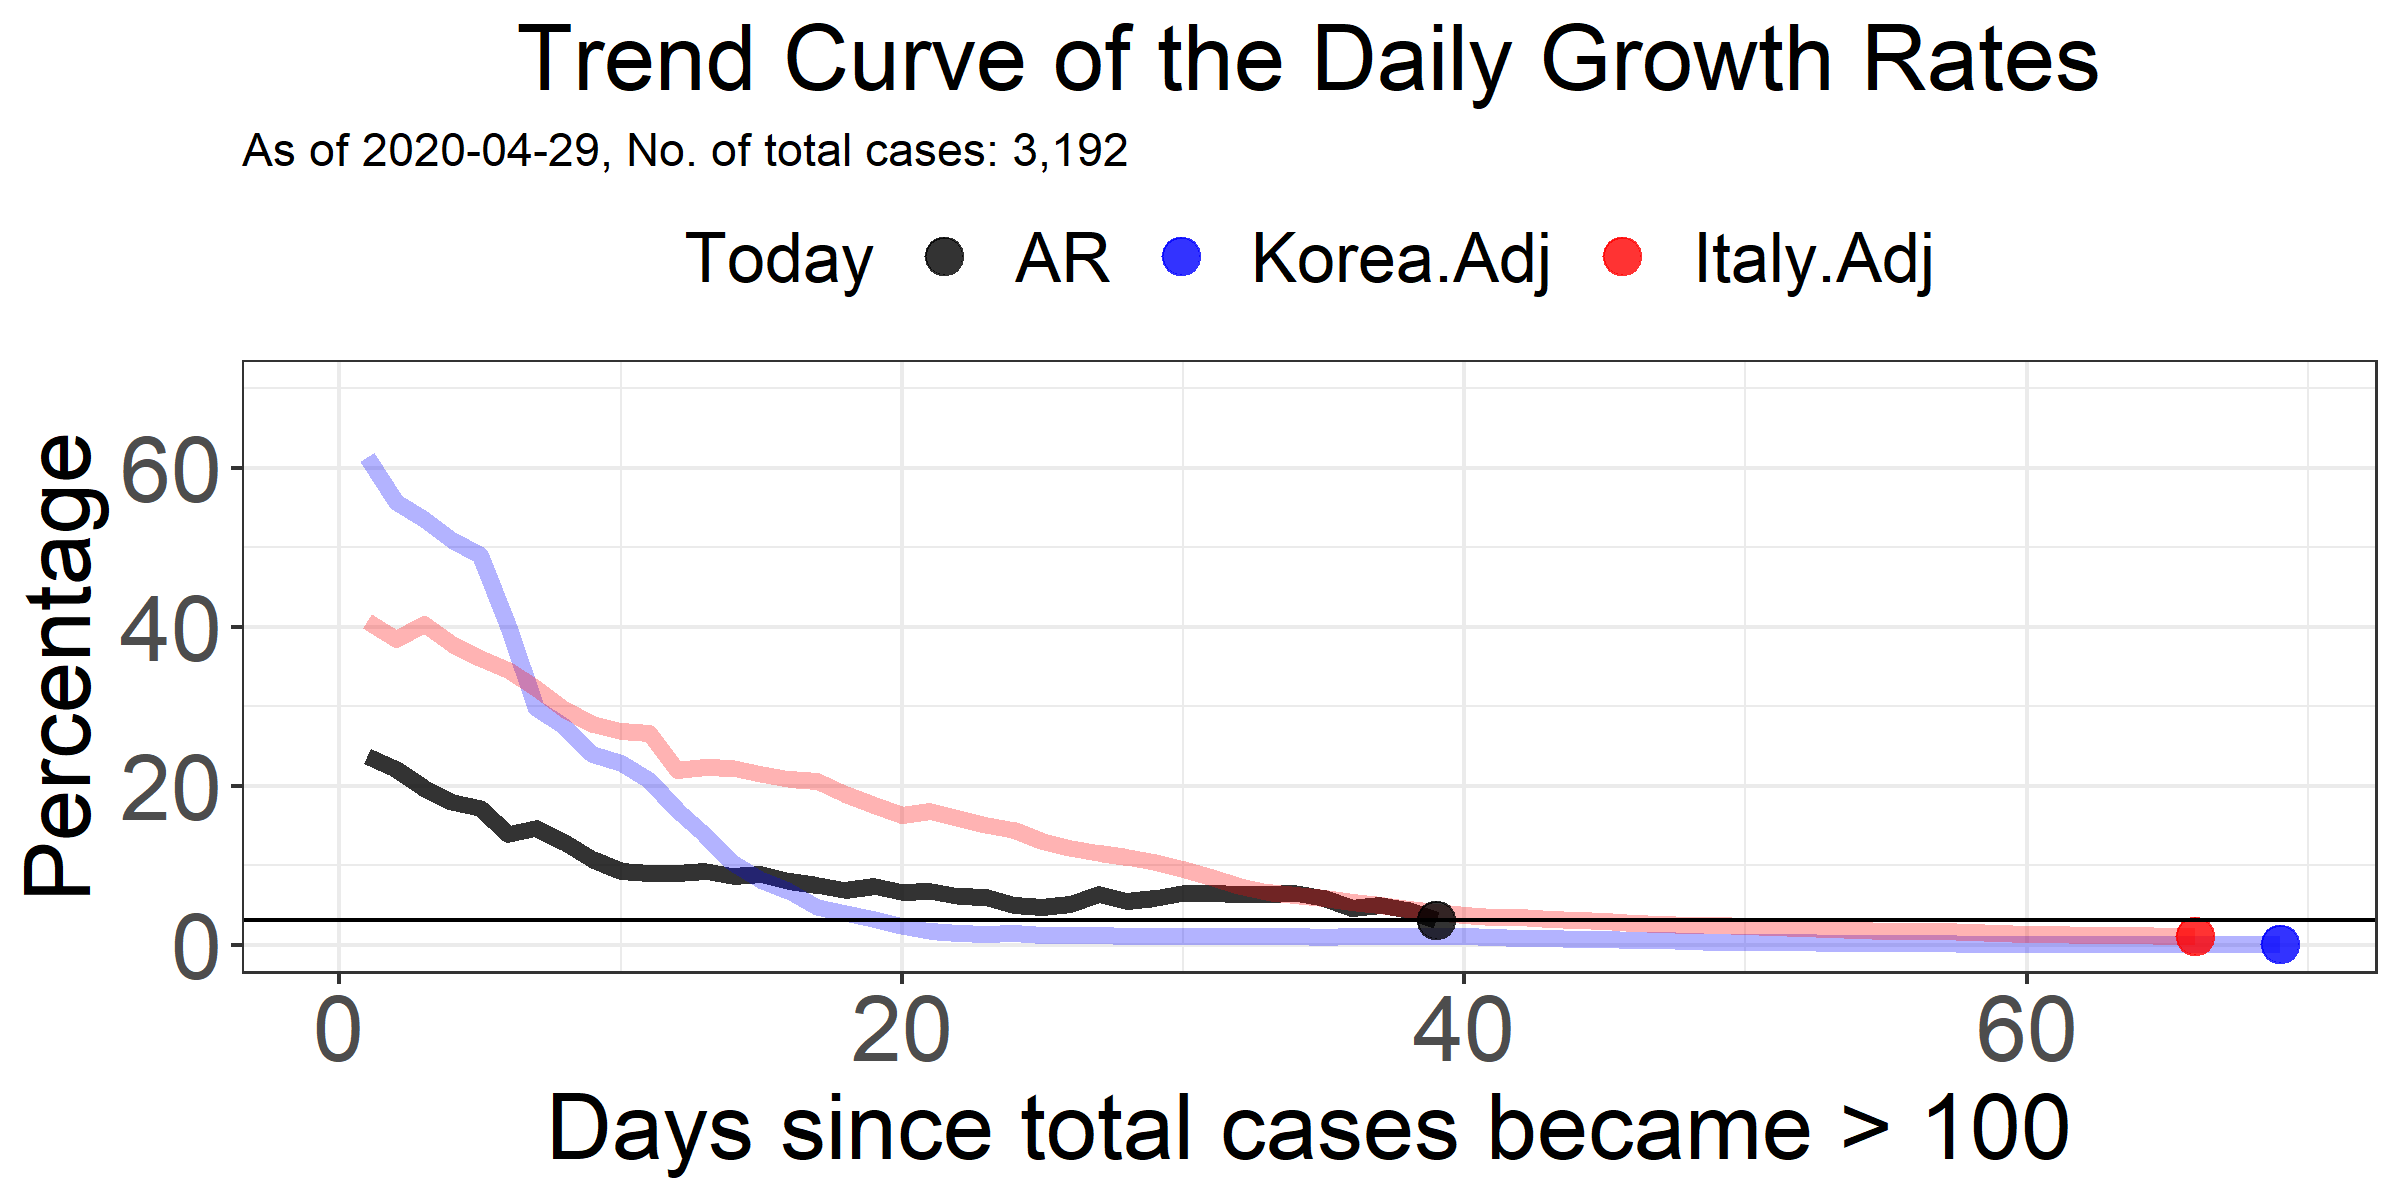 Trend Curve of the Daily Growth Rates
As of 2020-04-29, No. of total cases: 3,192
Today AR Korea.Adj Italy.Adj
Percentage
60
40
20
0
0 20 40 60
Days since total cases became > 100